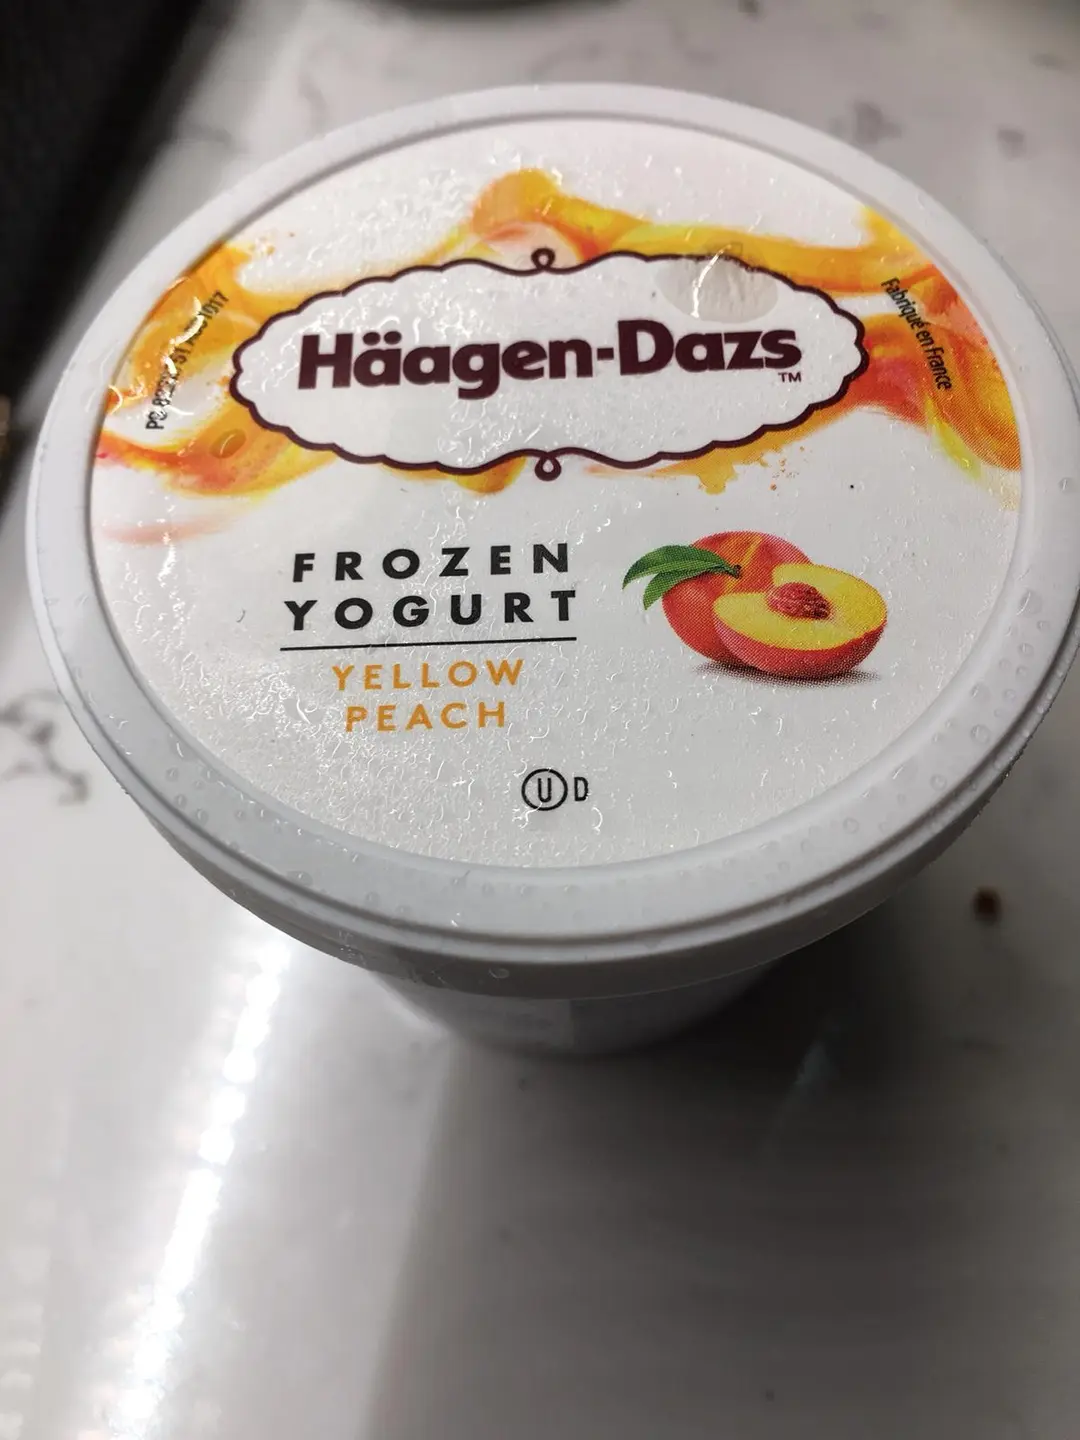 Häagen-Dazs
TM
Fabriqué en France
FROZEN
YOGURT
YELLOW
PEACH
U D